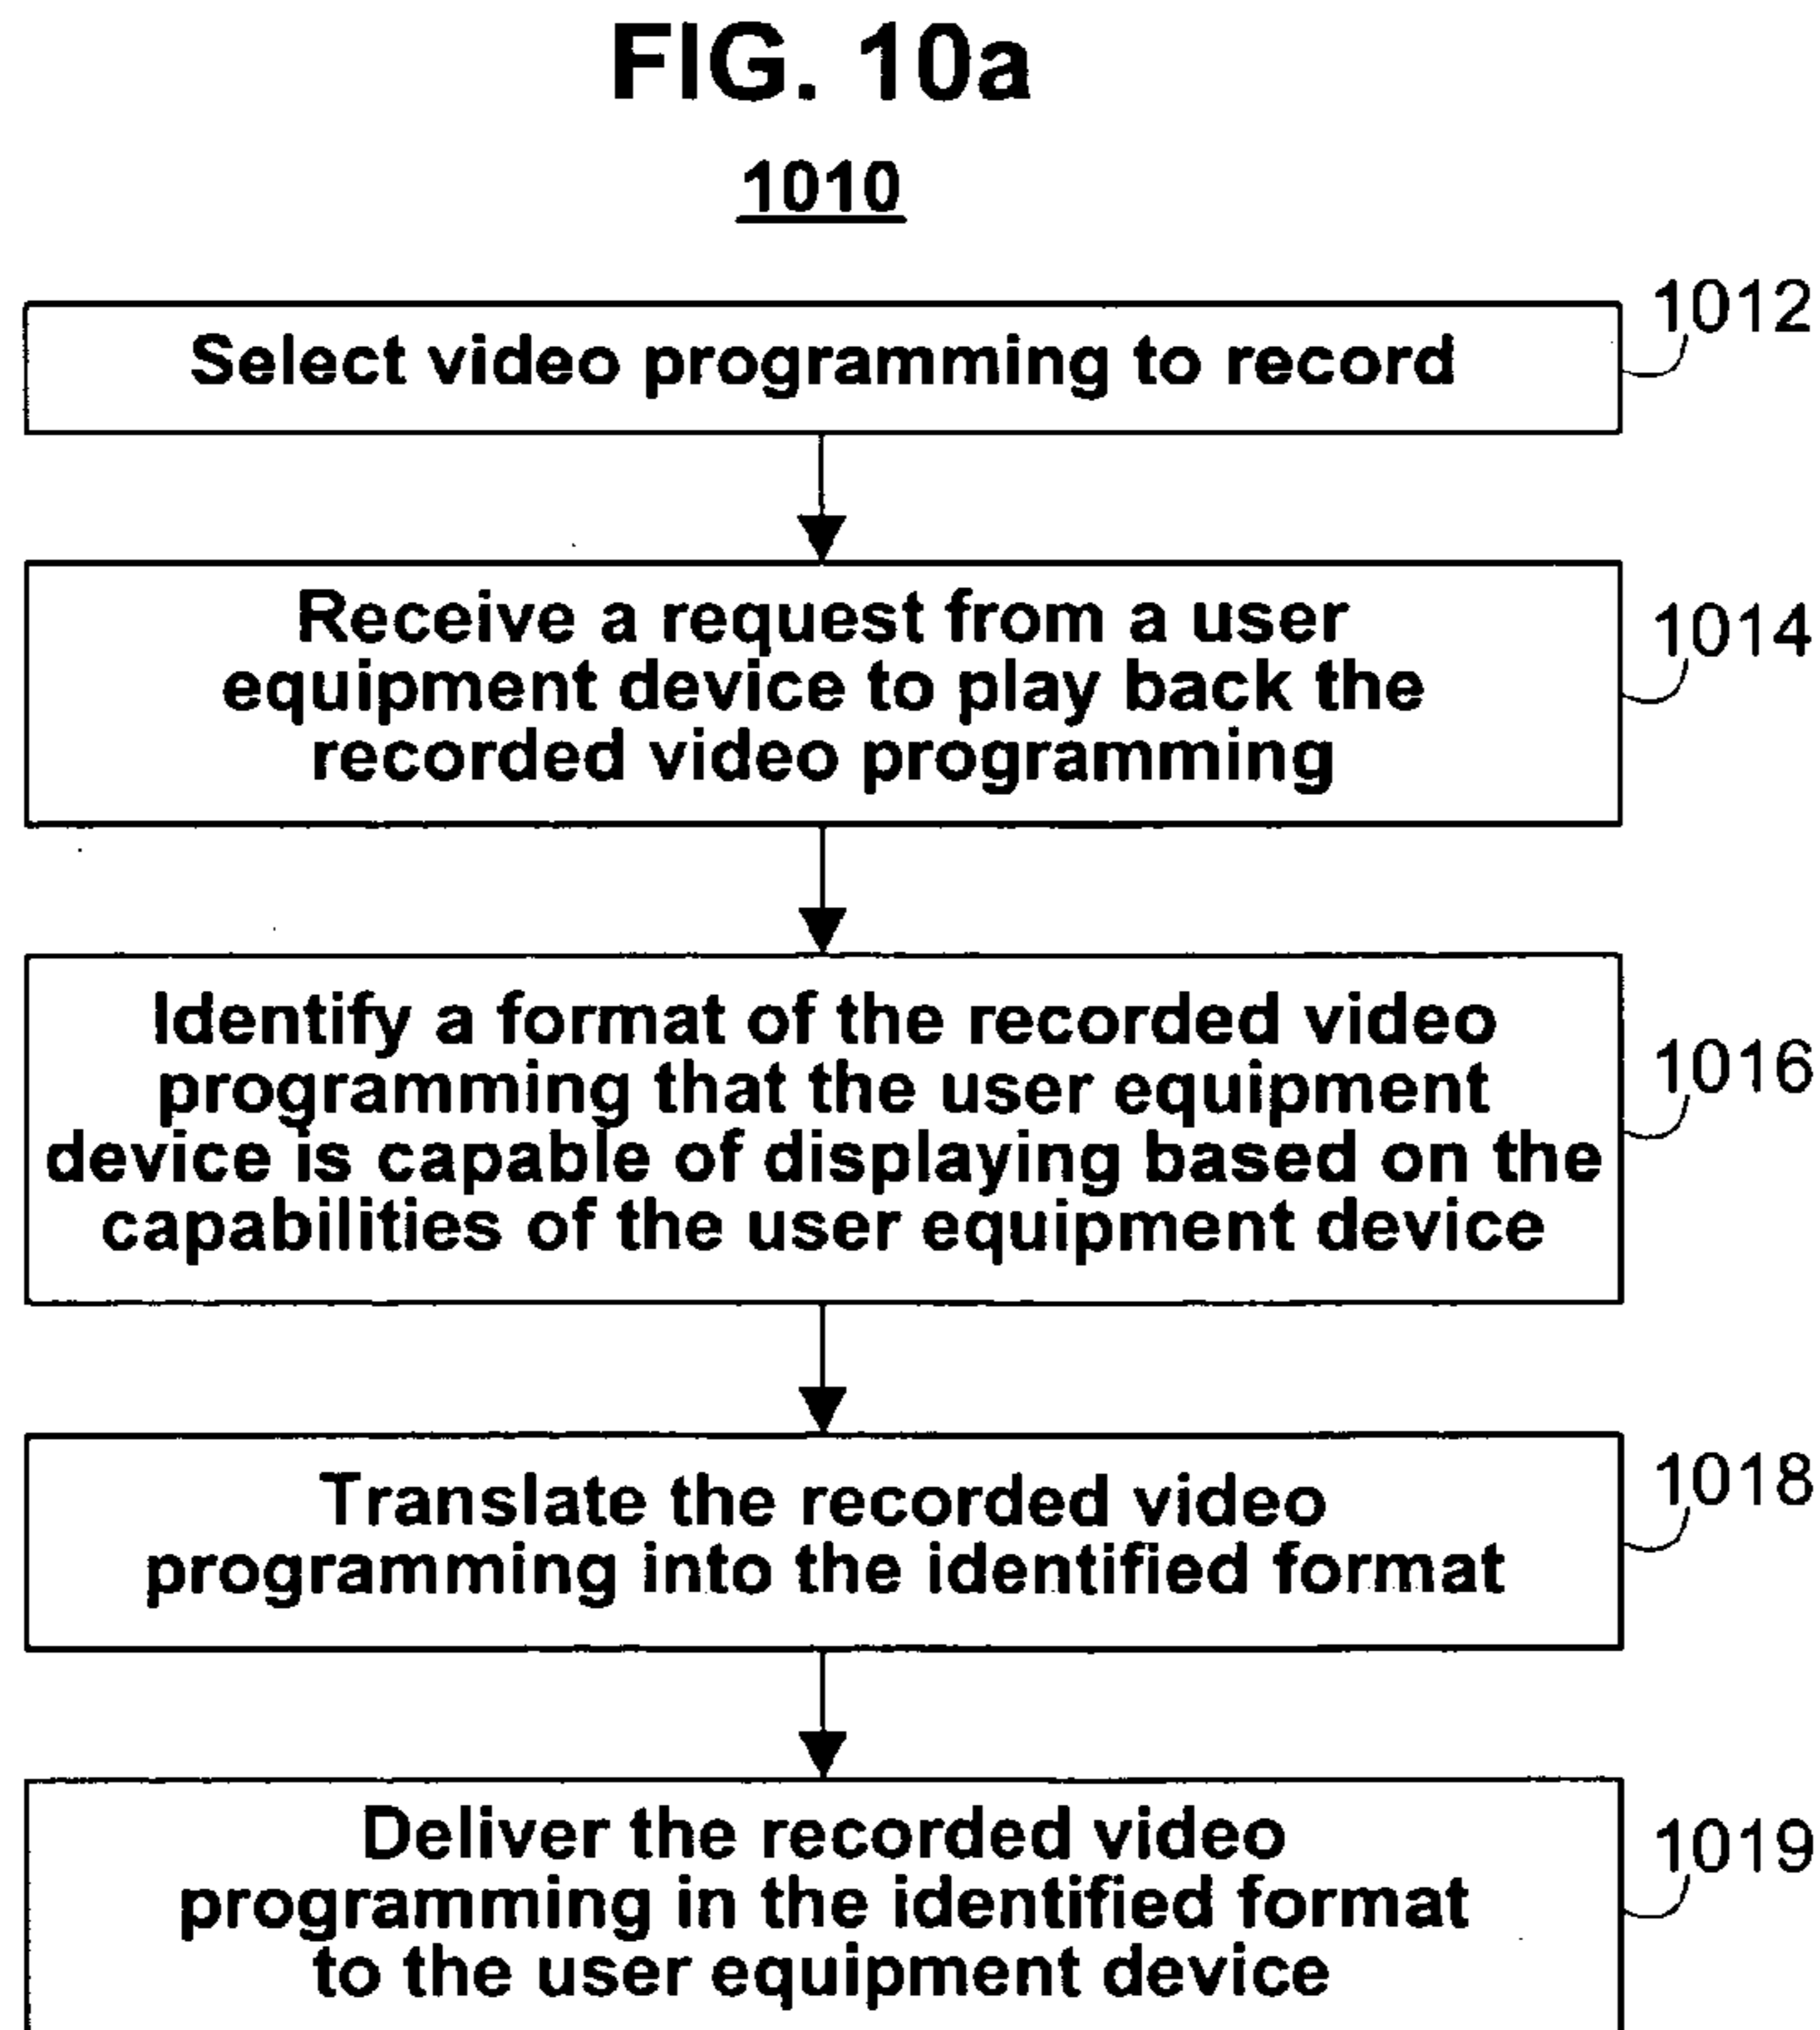 FIG. 10a
1010
Select video programming to record
1012
Receive a request from a user
equipment device to play back the
recorded video programming
1014
Identify a format of the recorded video
programming that the user equipment
device is capable of displaying based on the
capabilities of the user equipment device
1016
Translate the recorded video
programming into the identified format
1018
Deliver the recorded video
programming in the identified format
to the user equipment device
1019